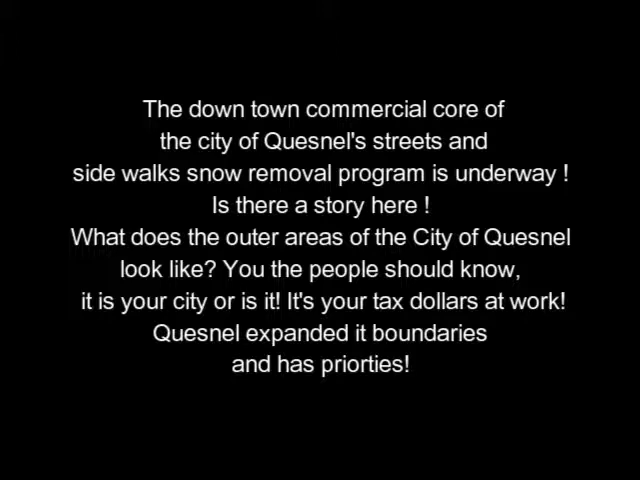 The down town commercial core of
the city of Quesnel's streets and
side walks snow removal program is underway !
Is there a story here !
What does the outer areas of the City of Quesnel
look like? You the people should know,
it is your city or is it! It's your tax dollars at work!
Quesnel expanded it boundaries
and has priorties!